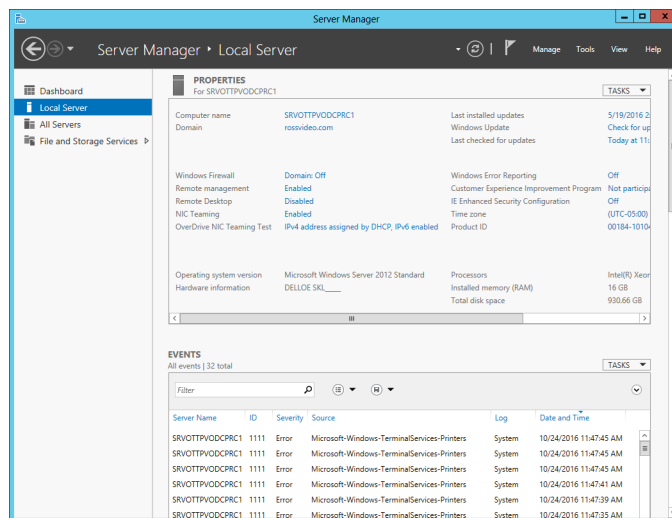 Server Manager
Server Manager • Local Server
Manage Tools View Help
Dashboard
Local Server
All Servers
File and Storage Services
PROPERTIES
For SRVOTTPVODCPRC1
TASKS
Computer name SRVOTTPVODCPRC1 Last installed updates 5/19/2016 2:
Domain rossvideo.com Windows Update Check for up
Last checked for updates Today at 11:
Windows Firewall Domain: Off Windows Error Reporting Off
Remote management Enabled Customer Experience Improvement Program Not particip
Remote Desktop Disabled IE Enhanced Security Configuration Off
NIC Teaming Enabled Time zone (UTC-05:00)
OverDrive NIC Teaming Test IPv4 address assigned by DHCP, IPv6 enabled Product ID 00184-1010
Operating system version Microsoft Windows Server 2012 Standard Processors Intel(R) Xeor
Hardware information DELLOE SKL____ Installed memory (RAM) 16 GB
Total disk space 930.66 GB
EVENTS
All events | 32 total
TASKS
Filter
Server Name ID Severity Source Log Date and Time
SRVOTTPVODCPRC1 1111 Error Microsoft-Windows-TerminalServices-Printers System 10/24/2016 11:47:45 AM
SRVOTTPVODCPRC1 1111 Error Microsoft-Windows-TerminalServices-Printers System 10/24/2016 11:47:45 AM
SRVOTTPVODCPRC1 1111 Error Microsoft-Windows-TerminalServices-Printers System 10/24/2016 11:47:45 AM
SRVOTTPVODCPRC1 1111 Error Microsoft-Windows-TerminalServices-Printers System 10/24/2016 11:47:41 AM
SRVOTTPVODCPRC1 1111 Error Microsoft-Windows-TerminalServices-Printers System 10/24/2016 11:47:39 AM
SRVOTTPVODCPRC1 1111 Error Microsoft-Windows-TerminalServices-Printers System 10/24/2016 11:47:35 AM